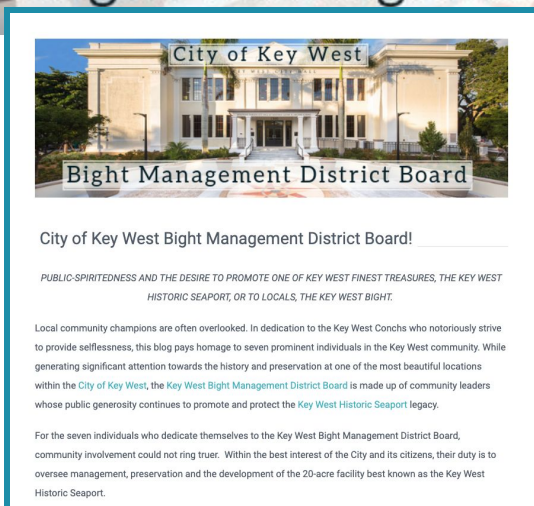 City of Key West
Bight Management District Board
City of Key West Bight Management District Board!
PUBLIC-SPIRITEDNESS AND THE DESIRE TO PROMOTE ONE OF KEY WEST FINEST TREASURES, THE KEY WEST
HISTORIC SEAPORT, OR TO LOCALS, THE KEY WEST BIGHT.
Local community champions are often overlooked. In dedication to the Key West Conchs who notoriously strive
to provide selflessness, this blog pays homage to seven prominent individuals in the Key West community. While
generating significant attention towards the history and preservation at one of the most beautiful locations
within the City of Key West, the Key West Bight Management District Board is made up of community leaders
whose public generosity continues to promote and protect the Key West Historic Seaport legacy.
For the seven individuals who dedicate themselves to the Key West Bight Management District Board,
community involvement could not ring truer. Within the best interest of the City and its citizens, their duty is to
oversee management, preservation and the development of the 20-acre facility best known as the Key West
Historic Seaport.